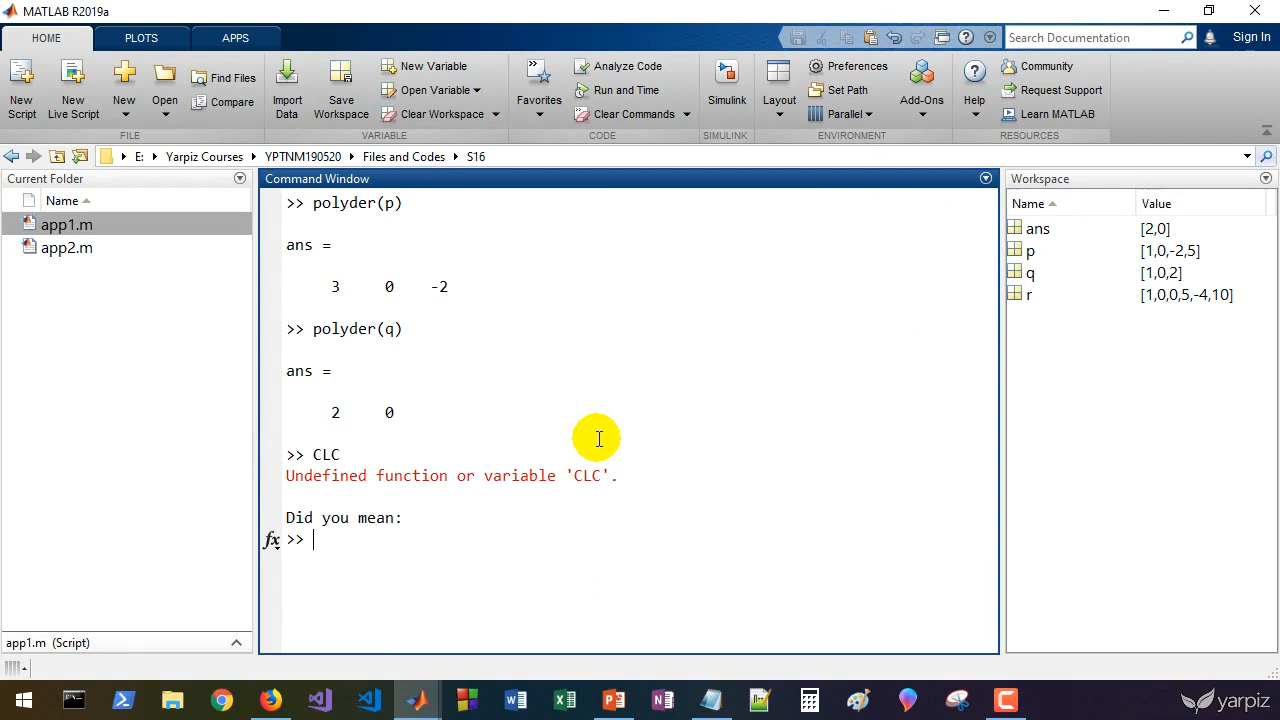 MATLAB R2019a
HOME PLOTS APPS
Search Documentation Sign In
New Script
New Live Script
New
Open
Find Files
Compare
Import Data
Save Workspace
New Variable
Open Variable
Clear Workspace
Favorites
Analyze Code
Run and Time
Clear Commands
Simulink
Layout
Preferences
Set Path
Parallel
Add-Ons
Help
Community
Request Support
Learn MATLAB
FILE VARIABLE CODE SIMULINK ENVIRONMENT RESOURCES
E: Yarpiz Courses YPTNM190520 Files and Codes S16
Current Folder
Name
app1.m
app2.m
app1.m (Script)
Command Window
>> polyder(p)
ans =
3 0 -2
>> polyder(q)
ans =
2 0
>> CLC
Undefined function or variable 'CLC'.
Did you mean:
fx >>
Workspace
Name Value
ans [2,0]
p [1,0,-2,5]
q [1,0,2]
r [1,0,0,5,-4,10]
yarpiz